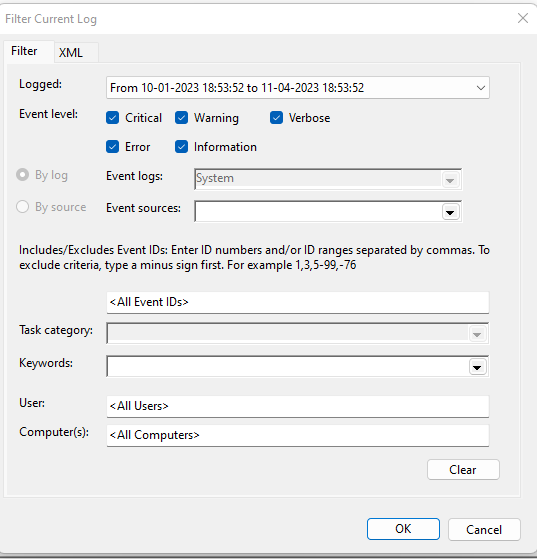 Filter Current Log
Filter XML
Logged: From 10-01-2023 18:53:52 to 11-04-2023 18:53:52
Event level: Critical Warning Verbose
Error Information
By log Event logs: System
By source Event sources:
Includes/Excludes Event IDs: Enter ID numbers and/or ID ranges separated by commas. To
exclude criteria, type a minus sign first. For example 1,3,5-99,-76
<All Event IDs>
Task category:
Keywords:
User: <All Users>
Computer(s): <All Computers>
Clear
OK Cancel